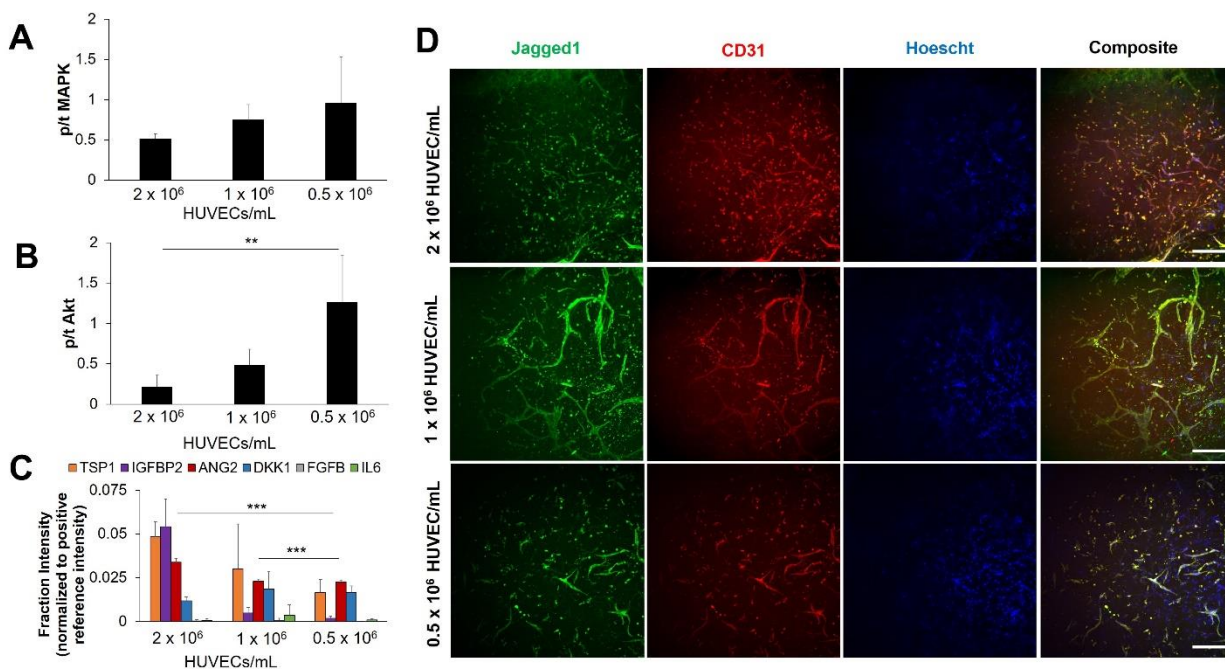 A
p/t MAPK
2
1.5
1
0.5
0
2 x 10⁶
1 x 10⁶
0.5 x 10⁶
HUVECs/mL
B
p/t Akt
2
1.5
1
0.5
0
**
2 x 10⁶
1 x 10⁶
0.5 x 10⁶
HUVECs/mL
C
TSP1 IGFBP2 ANG2 DKK1 FGFB IL6
Fraction Intensity
(normalized to positive
reference intensity)
0.075
0.05
0.025
0
***
***
2 x 10⁶
1 x 10⁶
0.5 x 10⁶
HUVECs/mL
D
Jagged1
CD31
Hoescht
Composite
2 x 10⁶ HUVEC/mL
1 x 10⁶ HUVEC/mL
0.5 x 10⁶ HUVEC/mL